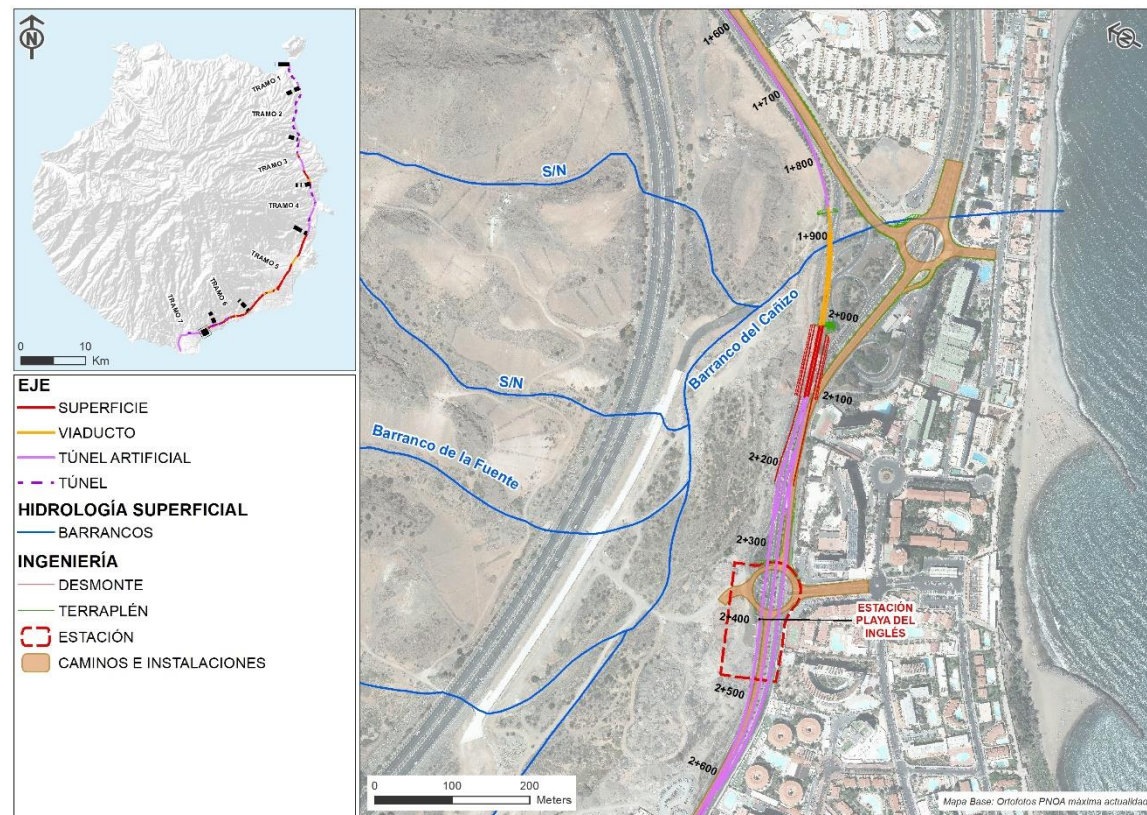 N
TRAMO 1
TRAMO 2
TRAMO 3
TRAMO 4
TRAMO 5
TRAMO 6
TRAMO 7
0 10
Km
EJE
SUPERFICIE
VIADUCTO
TÚNEL ARTIFICIAL
TÚNEL
HIDROLOGÍA SUPERFICIAL
BARRANCOS
INGENIERÍA
DESMONTE
TERRAPLÉN
ESTACIÓN
CAMINOS E INSTALACIONES
N
1+600
1+700
1+800
S/N
1+900
2+000
Barranco del Cañizo
2+100
S/N
Barranco de la Fuente
2+200
2+300
2+400
ESTACIÓN
PLAYA DEL
INGLÉS
2+500
2+600
0 100 200
Meters
Mapa Base: Ortofotos PNOA máxima actualidad